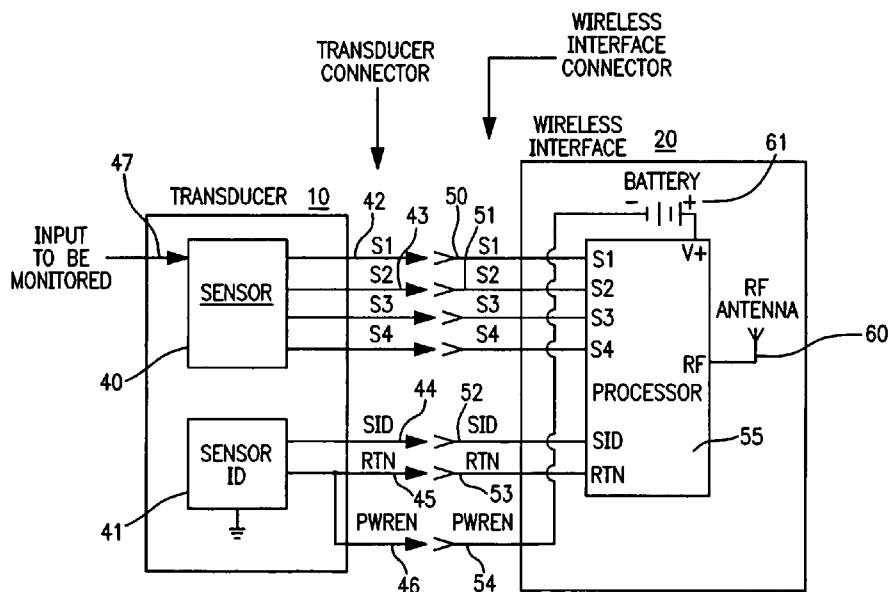 WIRELESS
INTERFACE
CONNECTOR
TRANSDUCER
CONNECTOR
WIRELESS
INTERFACE 20
61
47
TRANSDUCER 10
42
43
50
51
BATTERY
- +
INPUT
TO BE
MONITORED
SENSOR
S1 S1 S1
S2 S2 S2
S3 S3 S3
S4 S4 S4
V+
RF
ANTENNA
60
RF
PROCESSOR
40
44
52
55
SENSOR
ID
SID SID SID
RTN RTN RTN
45
53
41
PWREN PWREN
46
54